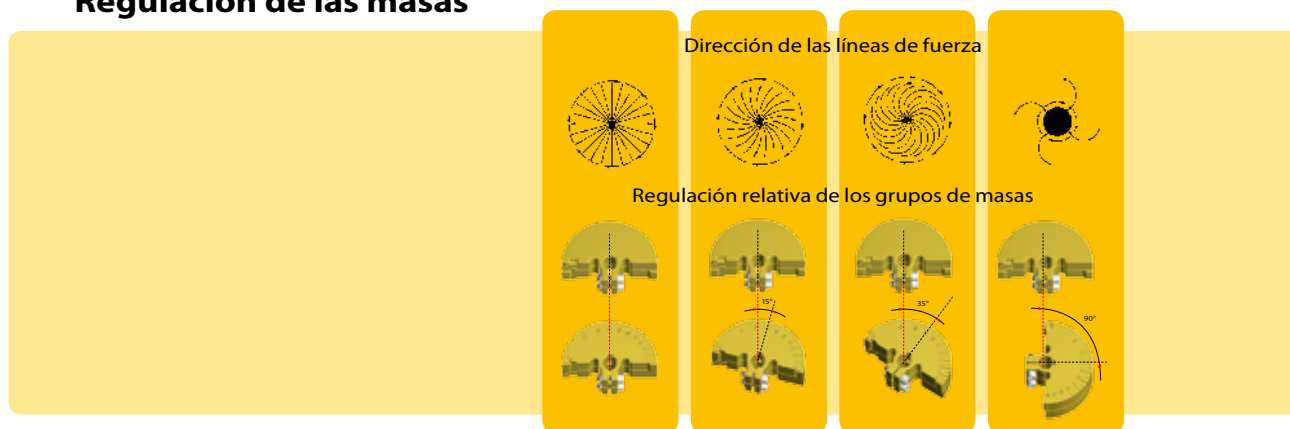 Regulación de las masas
Dirección de las líneas de fuerza
Regulación relativa de los grupos de masas
15°
35°
90°